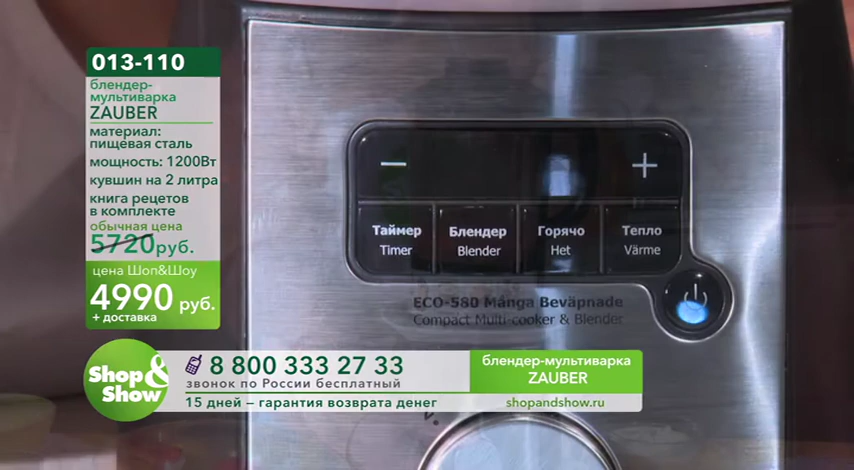 013-110
блендер-
мультиварка
ZAUBER
материал:
пищевая сталь
мощность: 1200Вт
кувшин на 2 литра
книга рецетов
в комплекте
обычная цена
5720руб.
цена Шоп&Шоу
4990 руб.
+ доставка
− +
Таймер Блендер Горячо Тепло
Timer Blender Het Värme
ECO-580 Många Beväpnade
Compact Multi-cooker & Blender
Shop&
Show
8 800 333 27 33
звонок по России бесплатный
15 дней – гарантия возврата денег
блендер-мультиварка
ZAUBER
shopandshow.ru